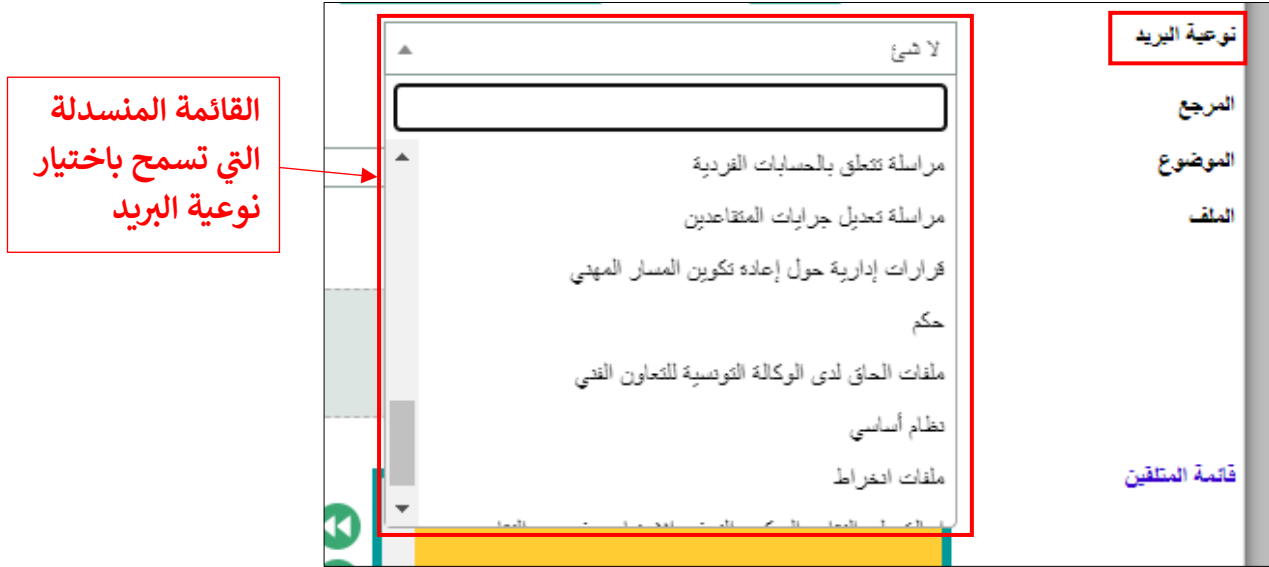 نوعية البريد
لا شئ
المرجع
الموضوع
الملف
مراسلة تتعلق بالحسابات الفردية
مراسلة تعديل جرايات المتقاعدين
قرارات إدارية حول إعادة تكوين المسار المهني
حكم
ملفات الحاق لدى الوكالة التونسية للتعاون الفني
نظام أساسي
ملفات انخراط
قائمة المتلقين
القائمة المنسدلة
التي تسمح باختيار
نوعية البريد